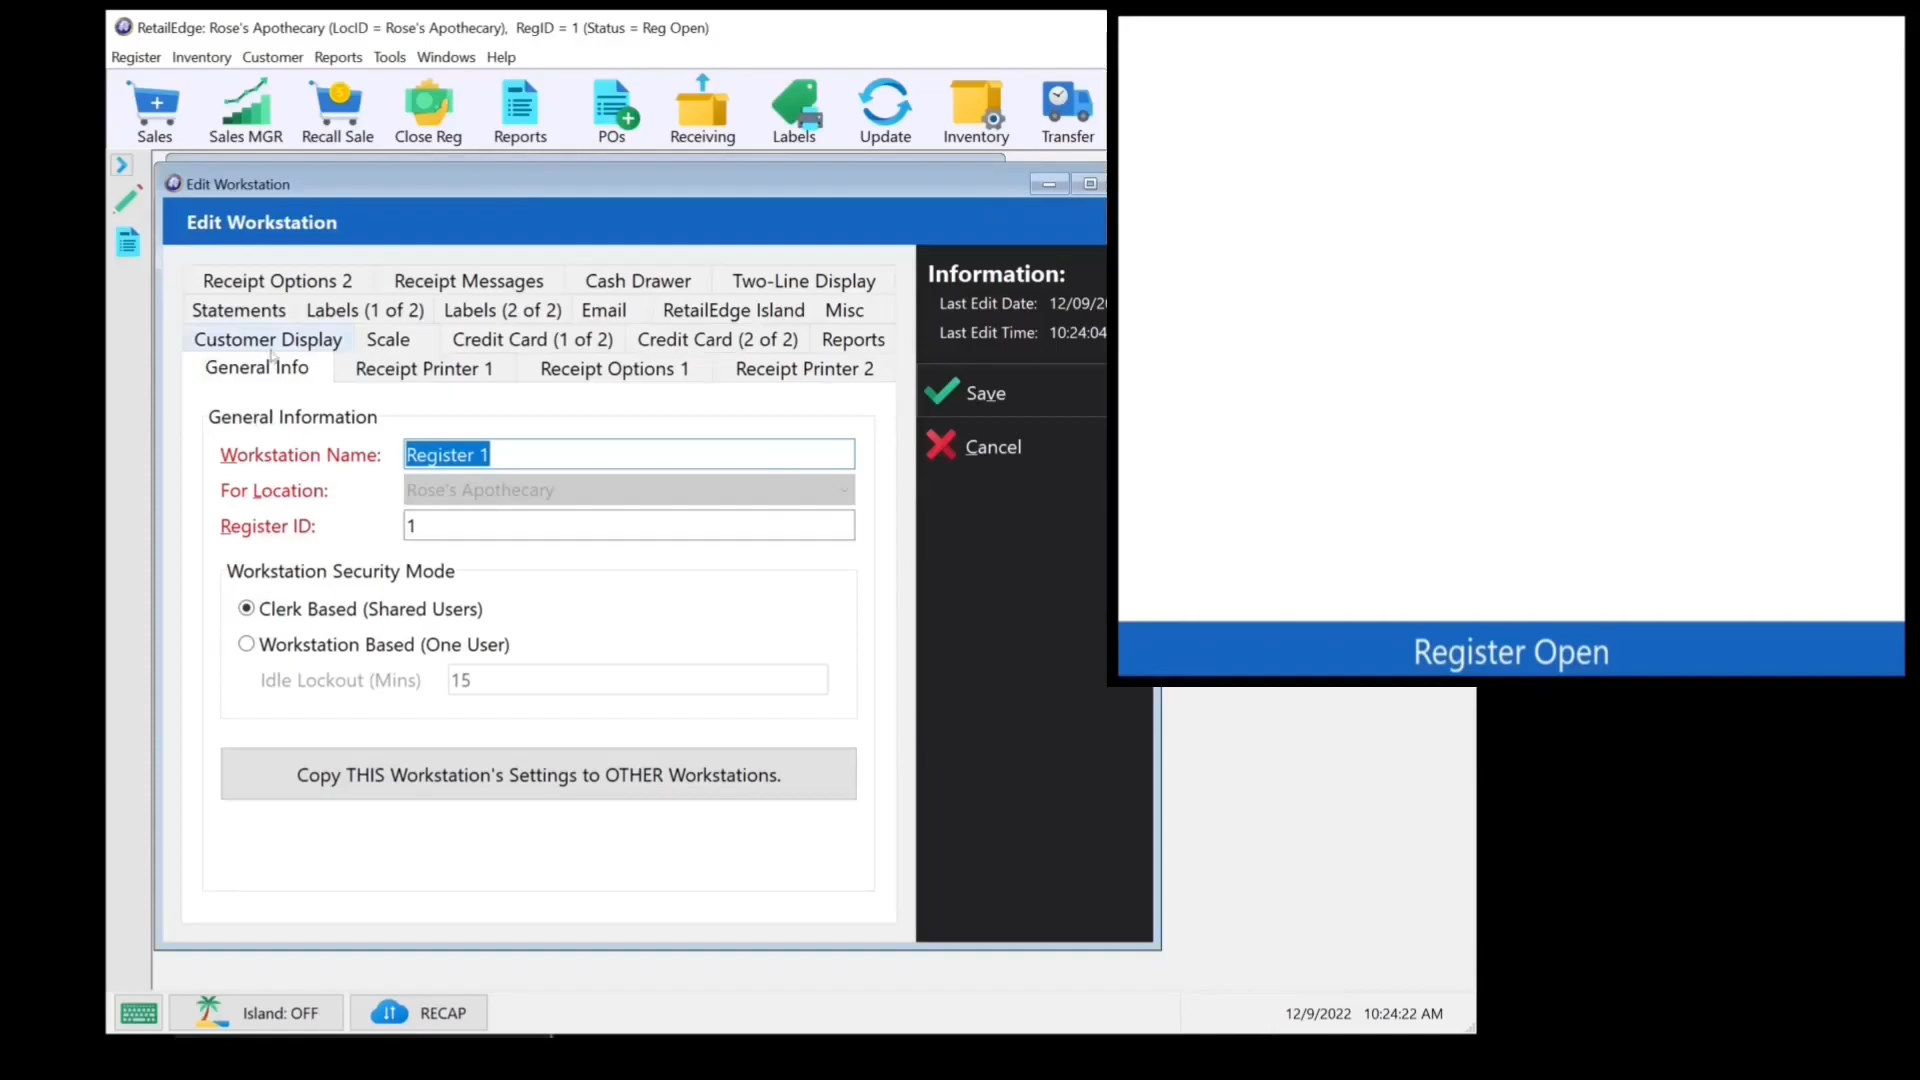 RetailEdge: Rose's Apothecary (LocID = Rose's Apothecary),  RegID = 1 (Status = Reg Open)
Register Inventory Customer Reports Tools Windows Help
Sales Sales MGR Recall Sale Close Reg Reports POs Receiving Labels Update Inventory Transfer
Edit Workstation
Edit Workstation
Receipt Options 2 Receipt Messages Cash Drawer Two-Line Display
Statements Labels (1 of 2) Labels (2 of 2) Email RetailEdge Island Misc
Customer Display Scale Credit Card (1 of 2) Credit Card (2 of 2) Reports
General Info Receipt Printer 1 Receipt Options 1 Receipt Printer 2
General Information
Workstation Name: Register 1
For Location: Rose's Apothecary
Register ID: 1
Workstation Security Mode
Clerk Based (Shared Users)
Workstation Based (One User)
Idle Lockout (Mins) 15
Copy THIS Workstation's Settings to OTHER Workstations.
Information:
Last Edit Date: 12/09/20
Last Edit Time: 10:24:04
Save
Cancel
Register Open
Island: OFF RECAP 12/9/2022 10:24:22 AM